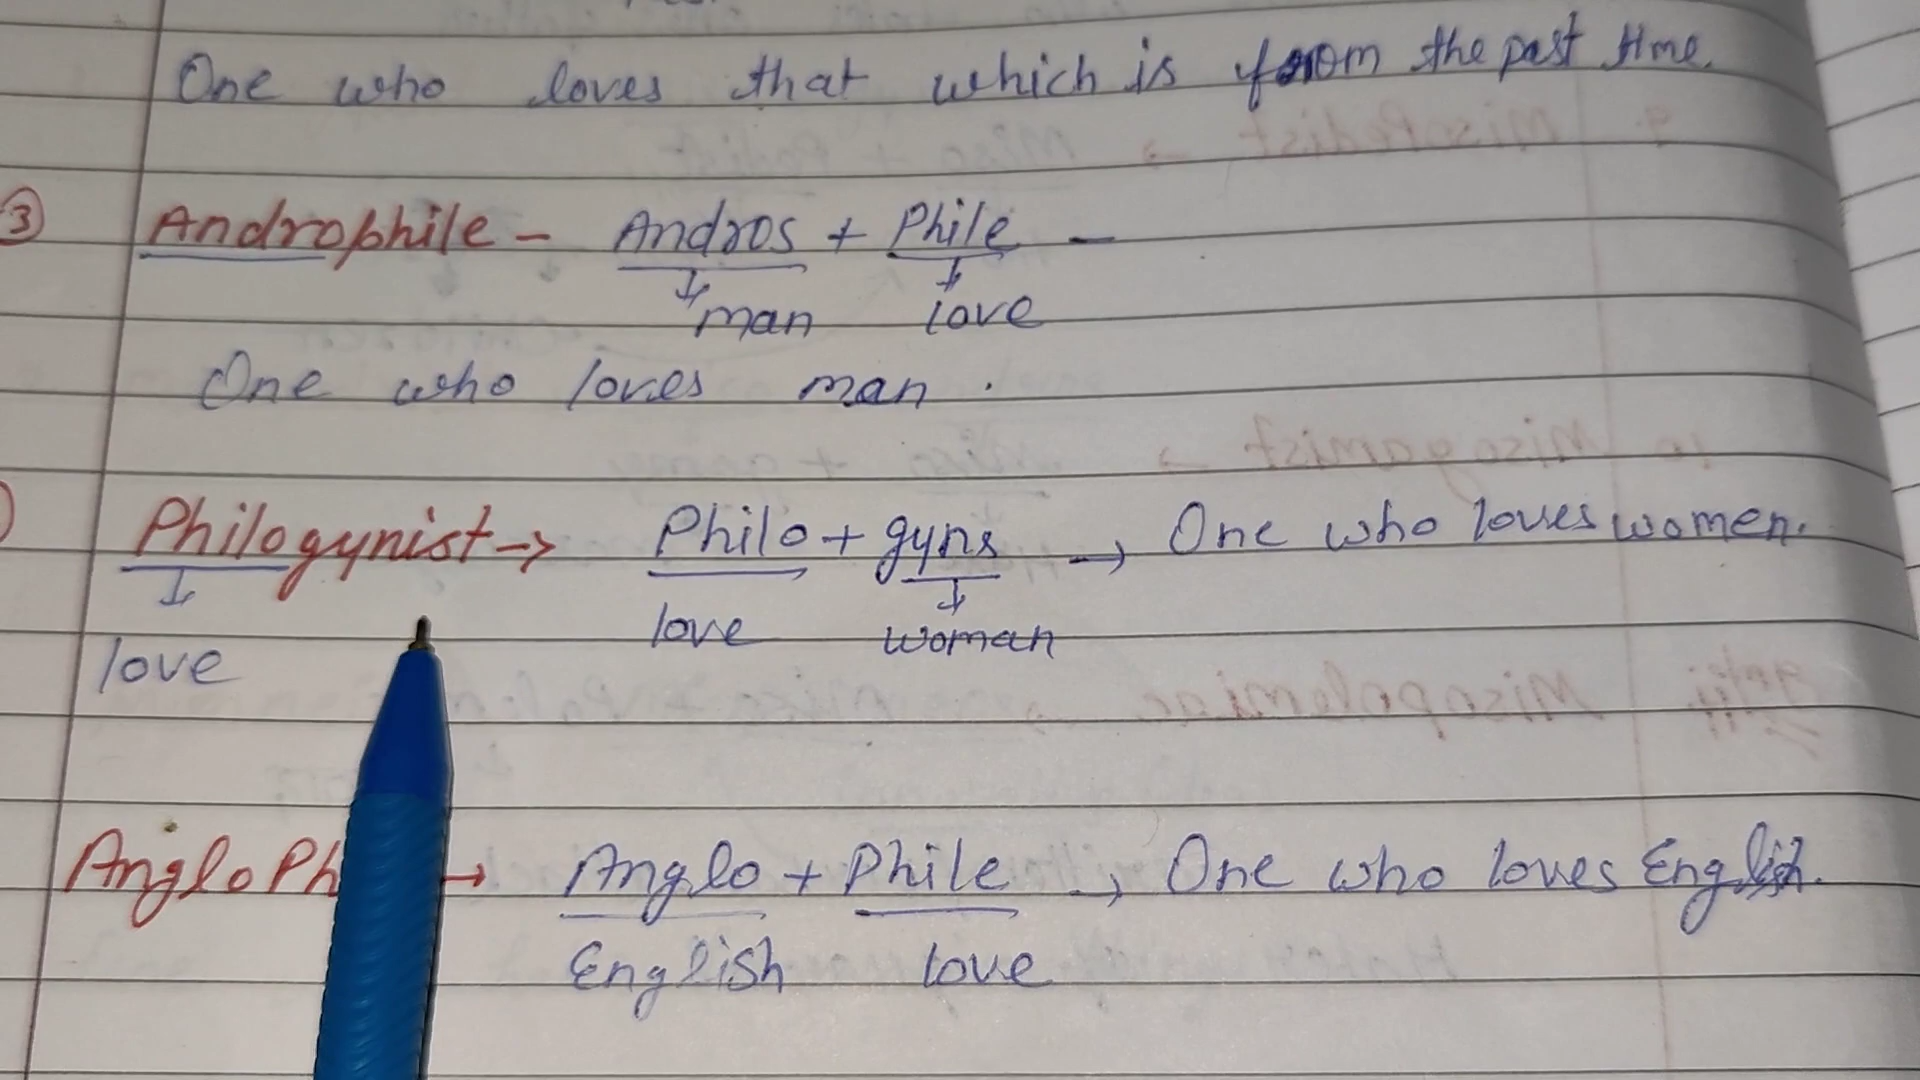 One who loves that which is from the past time.
3 Androphile - Andros + Phile -
man love
One who loves man.
Philogynist → Philo + gyns → One who loves women.
love love woman
Anglo Ph → Anglo + Phile → One who loves English.
English love